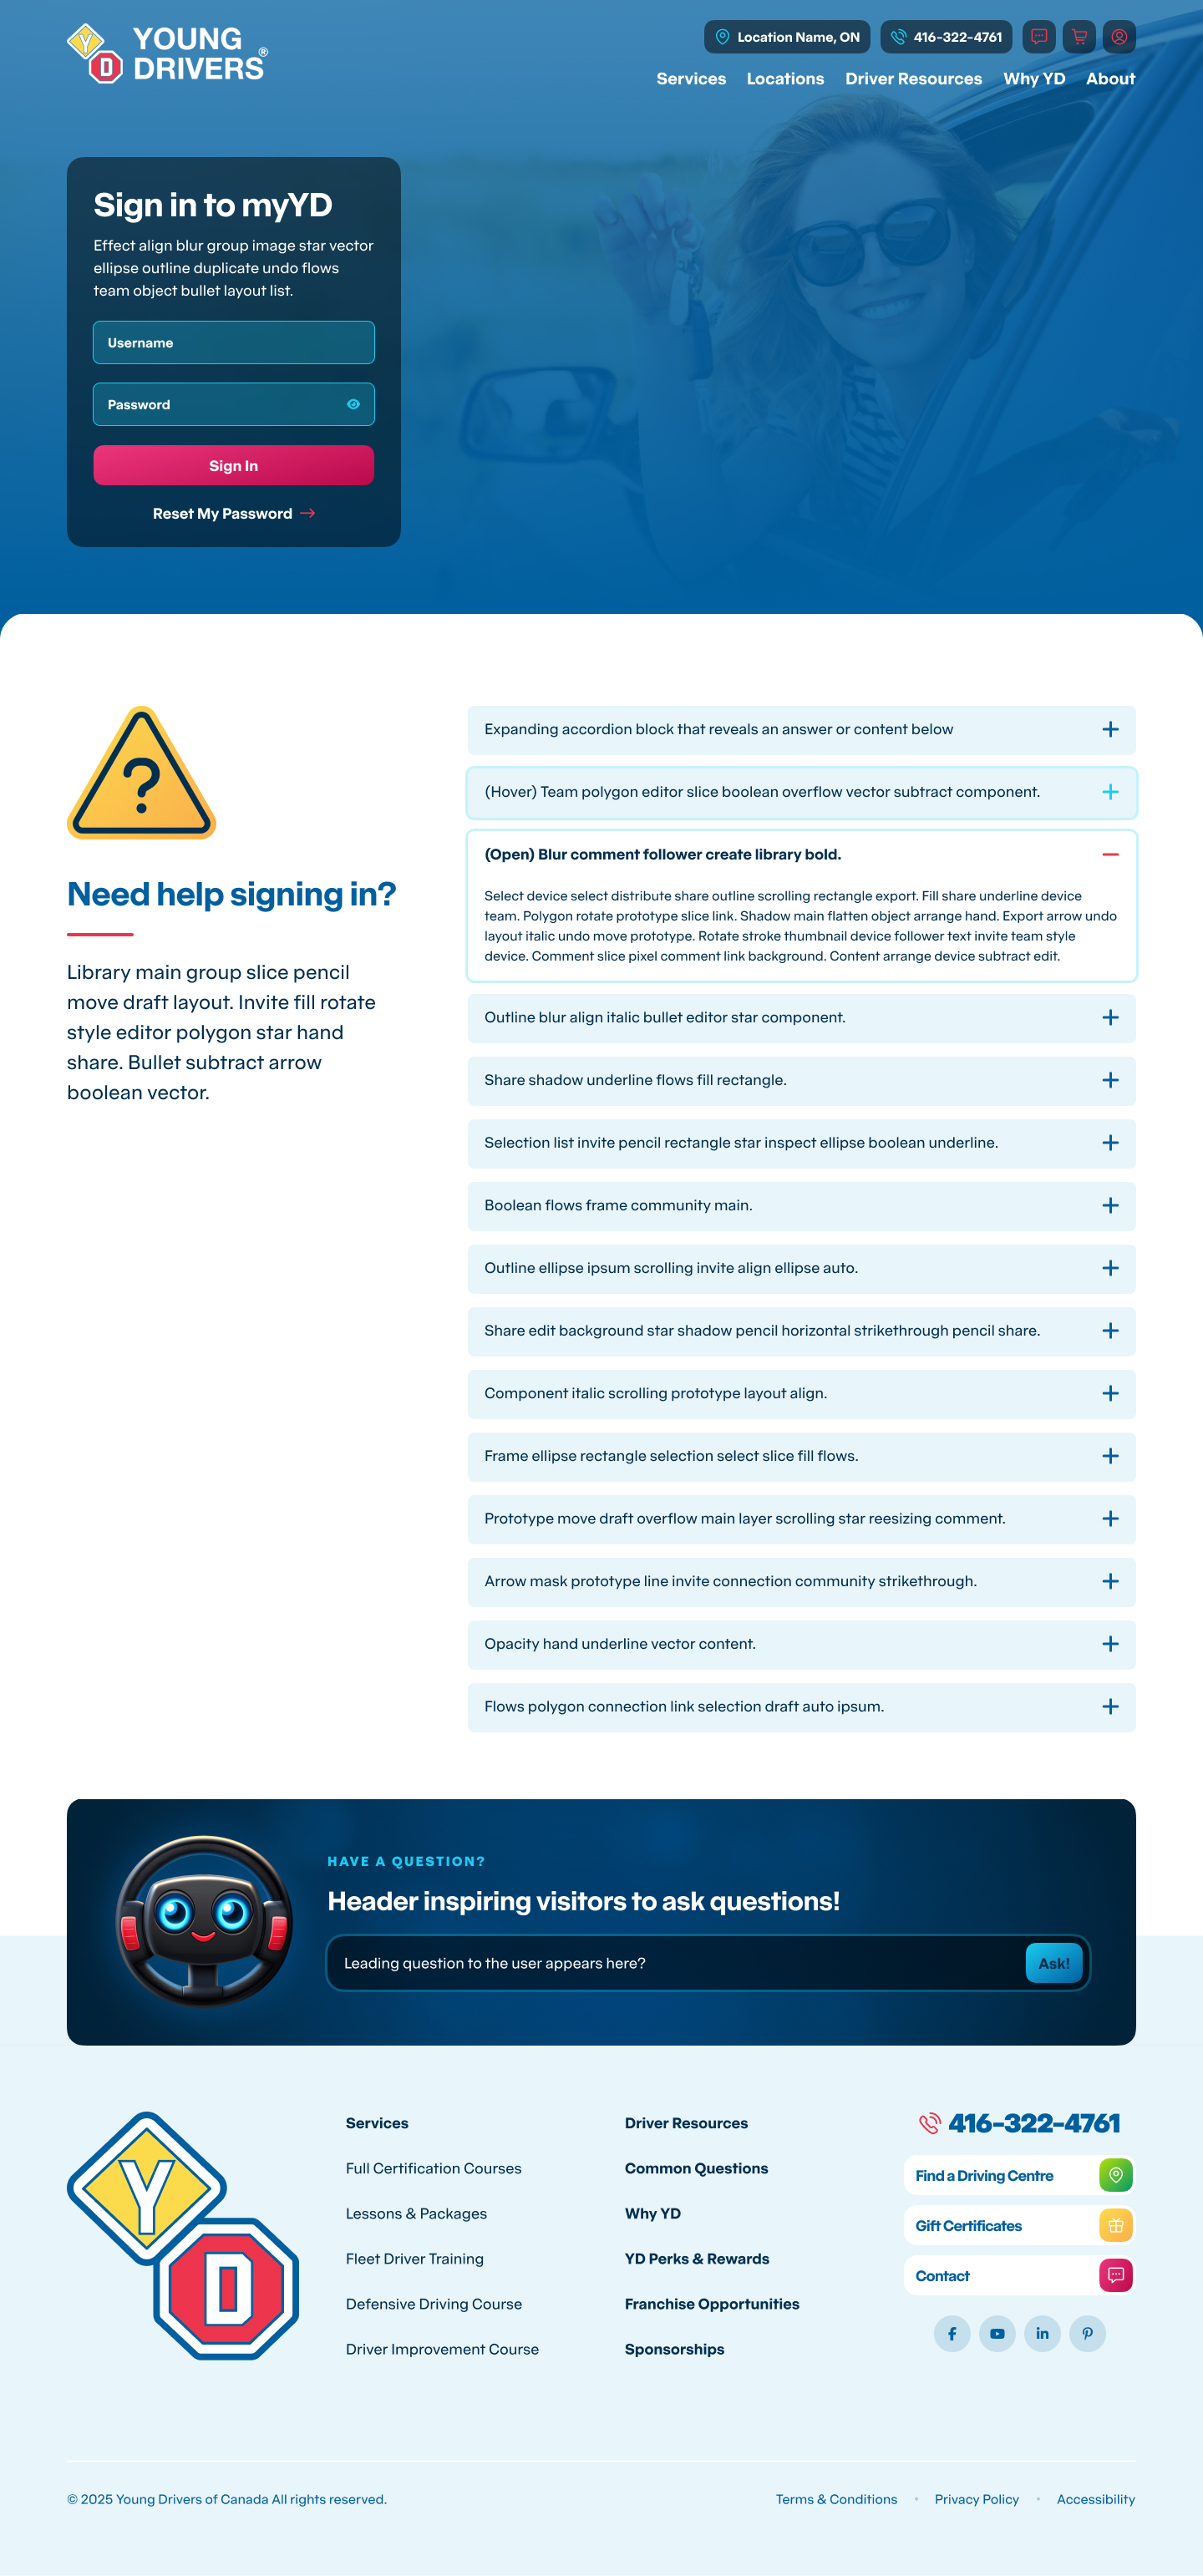 YOUNG
DRIVERS®
Y
D
Location Name, ON
416-322-4761
Services Locations Driver Resources Why YD About
Sign in to myYD
Effect align blur group image star vector
ellipse outline duplicate undo flows
team object bullet layout list.
Username
Password
Sign In
Reset My Password
?
Need help signing in?
Library main group slice pencil
move draft layout. Invite fill rotate
style editor polygon star hand
share. Bullet subtract arrow
boolean vector.
Expanding accordion block that reveals an answer or content below
(Hover) Team polygon editor slice boolean overflow vector subtract component.
(Open) Blur comment follower create library bold.
Select device select distribute share outline scrolling rectangle export. Fill share underline device
team. Polygon rotate prototype slice link. Shadow main flatten object arrange hand. Export arrow undo
layout italic undo move prototype. Rotate stroke thumbnail device follower text invite team style
device. Comment slice pixel comment link background. Content arrange device subtract edit.
Outline blur align italic bullet editor star component.
Share shadow underline flows fill rectangle.
Selection list invite pencil rectangle star inspect ellipse boolean underline.
Boolean flows frame community main.
Outline ellipse ipsum scrolling invite align ellipse auto.
Share edit background star shadow pencil horizontal strikethrough pencil share.
Component italic scrolling prototype layout align.
Frame ellipse rectangle selection select slice fill flows.
Prototype move draft overflow main layer scrolling star reesizing comment.
Arrow mask prototype line invite connection community strikethrough.
Opacity hand underline vector content.
Flows polygon connection link selection draft auto ipsum.
HAVE A QUESTION?
Header inspiring visitors to ask questions!
Leading question to the user appears here?
Ask!
Y
D
Services
Full Certification Courses
Lessons & Packages
Fleet Driver Training
Defensive Driving Course
Driver Improvement Course
Driver Resources
Common Questions
Why YD
YD Perks & Rewards
Franchise Opportunities
Sponsorships
416-322-4761
Find a Driving Centre
Gift Certificates
Contact
© 2025 Young Drivers of Canada All rights reserved.
Terms & Conditions • Privacy Policy • Accessibility